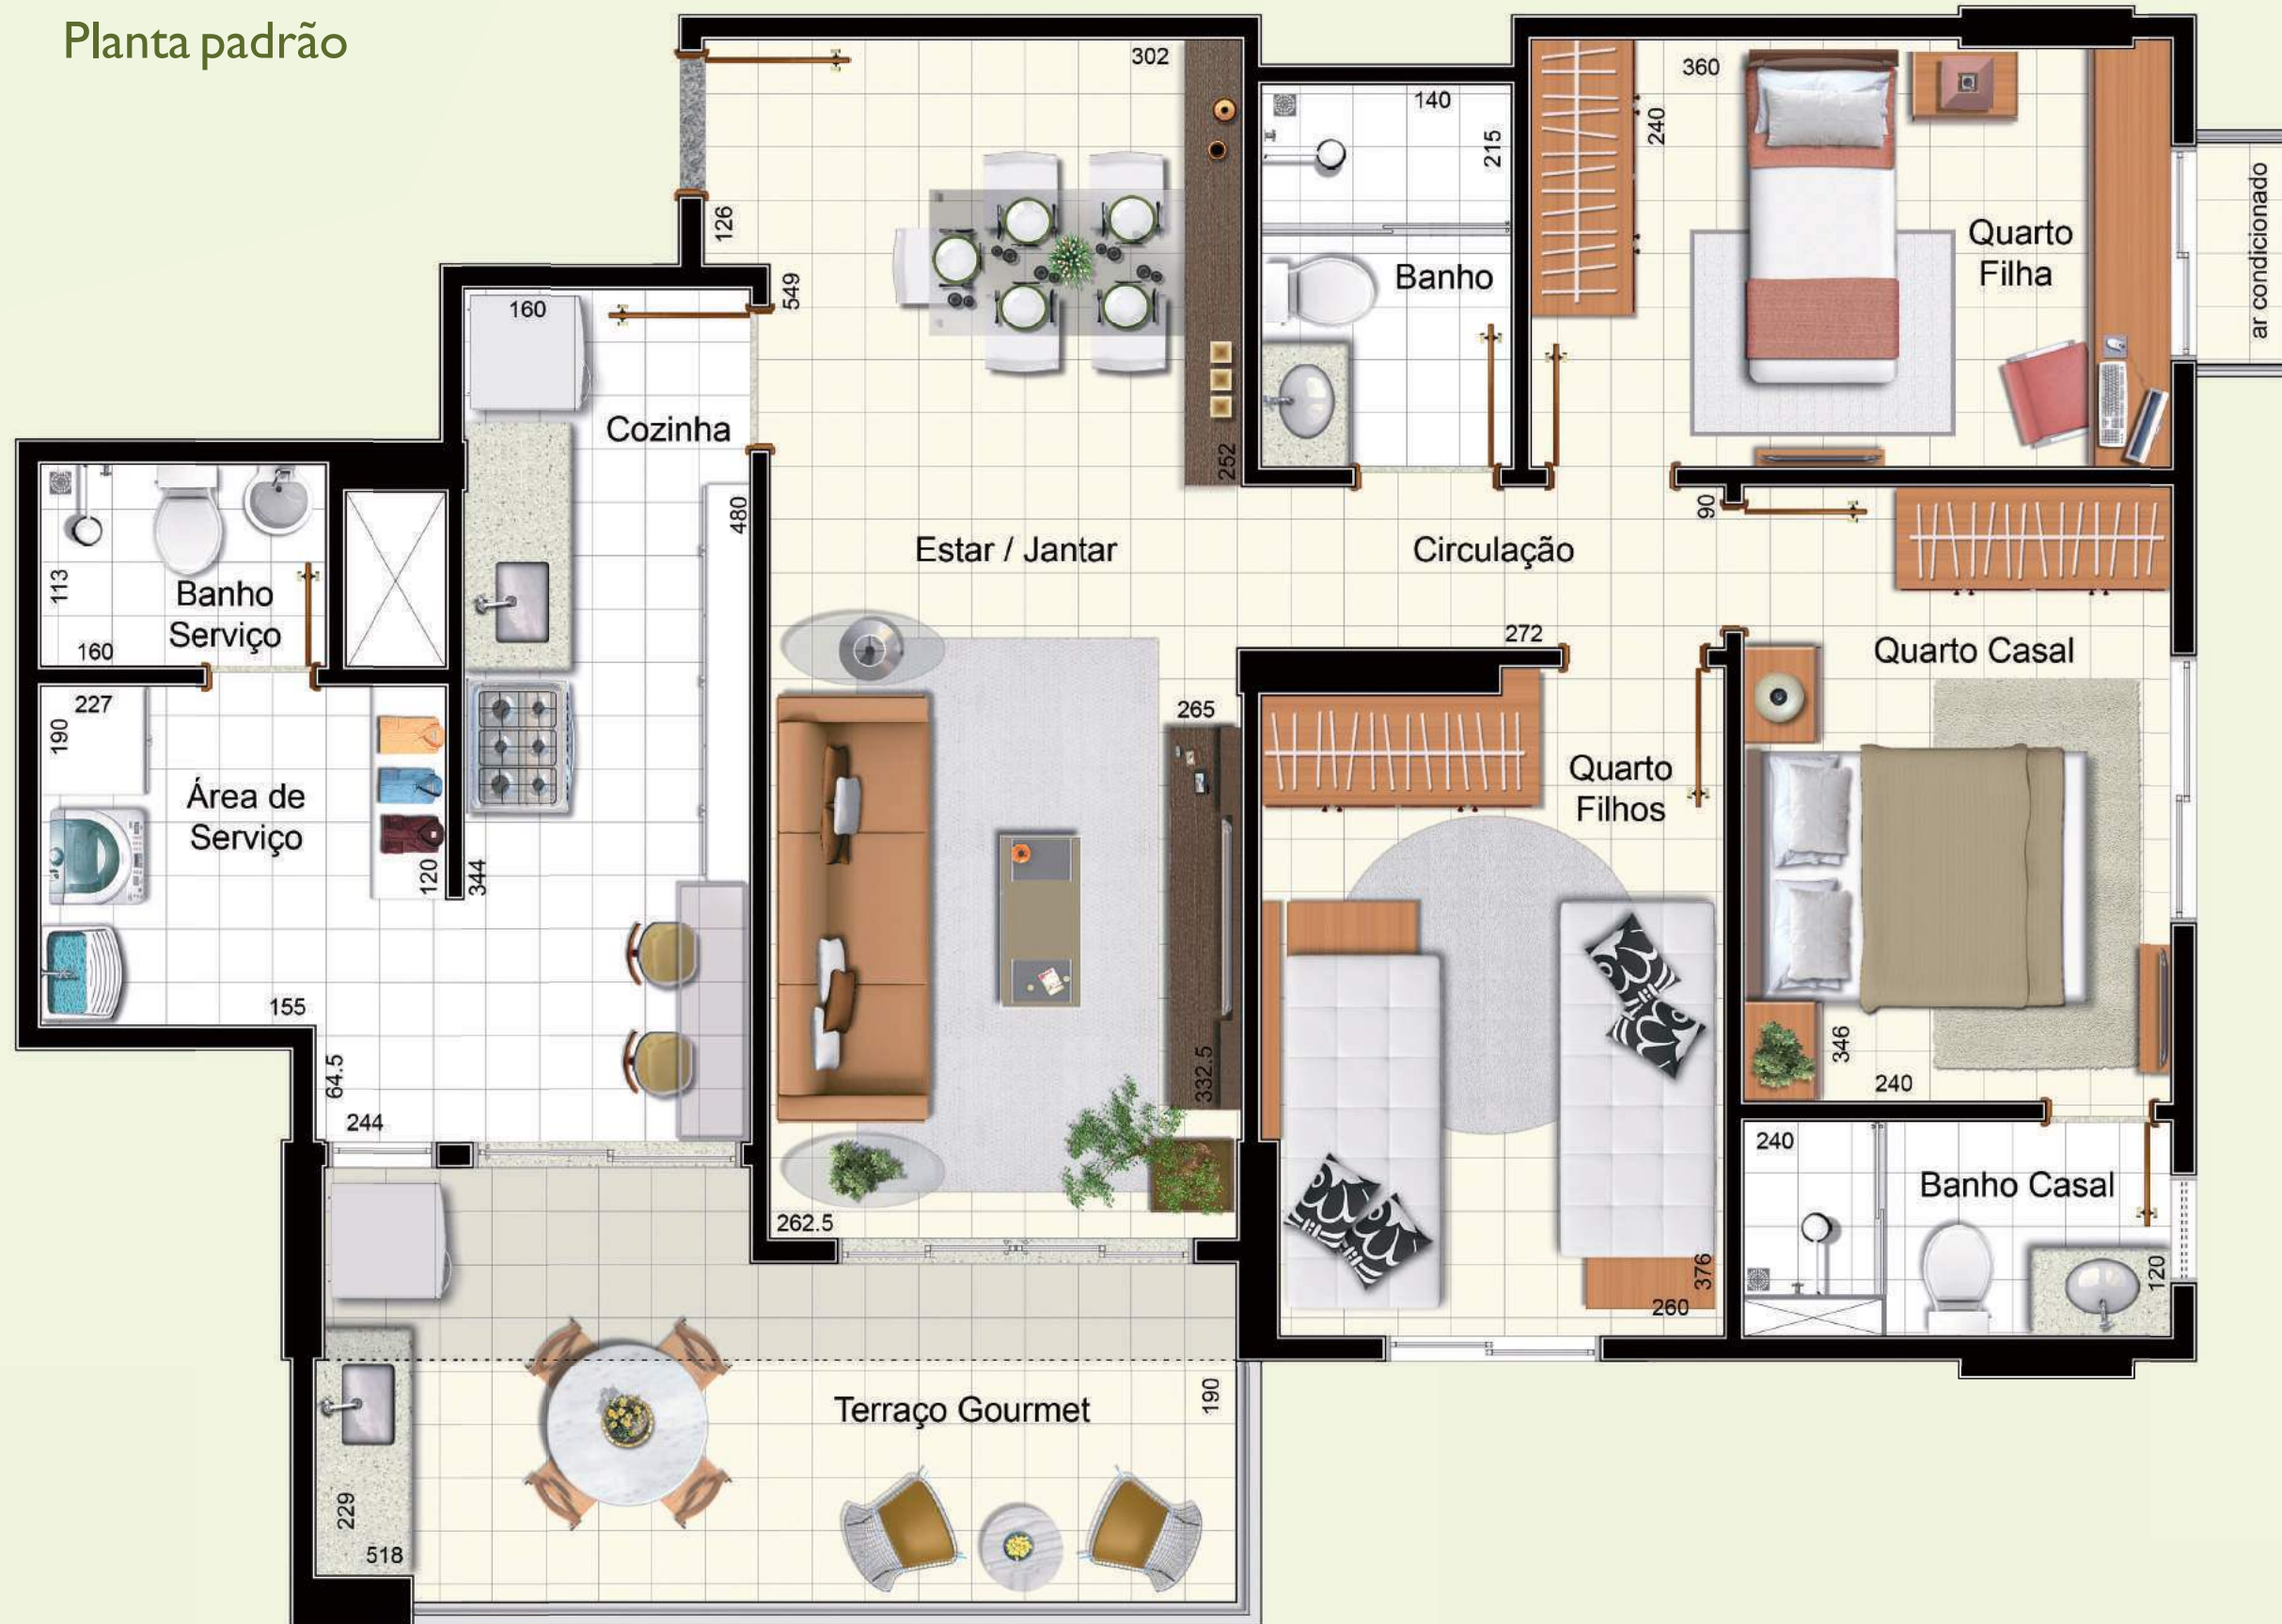 Planta padrão
302
360
140
240
215
ar condicionado
126
Quarto
Filha
Banho
549
160
Cozinha
252
480
90
Estar / Jantar
Circulação
113
Banho
Serviço
160
272
Quarto Casal
227
190
265
Quarto
Filhos
Área de
Serviço
120
344
155
64.5
332.5
346
240
244
240
Banho Casal
262.5
120
376
260
190
Terraço Gourmet
229
518